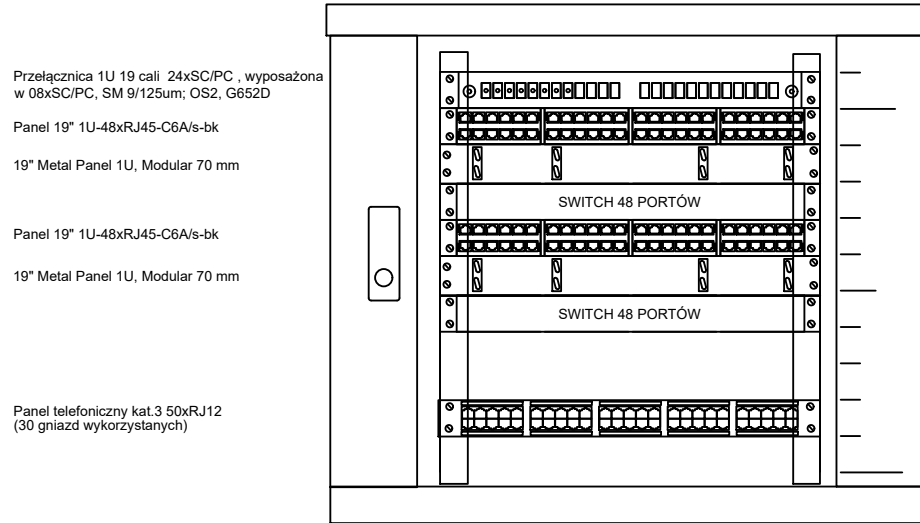 Przełącznica 1U 19 cali 24xSC/PC , wyposażona
w 08xSC/PC, SM 9/125um; OS2, G652D
Panel 19" 1U-48xRJ45-C6A/s-bk
19" Metal Panel 1U, Modular 70 mm
SWITCH 48 PORTÓW
Panel 19" 1U-48xRJ45-C6A/s-bk
19" Metal Panel 1U, Modular 70 mm
SWITCH 48 PORTÓW
Panel telefoniczny kat.3 50xRJ12
(30 gniazd wykorzystanych)